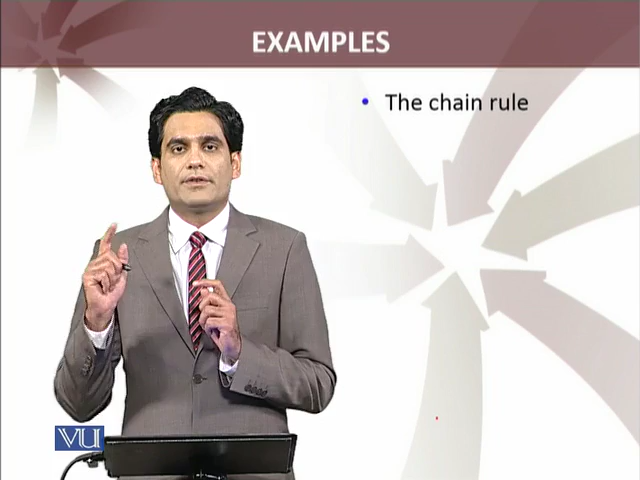 EXAMPLES
• The chain rule
VU